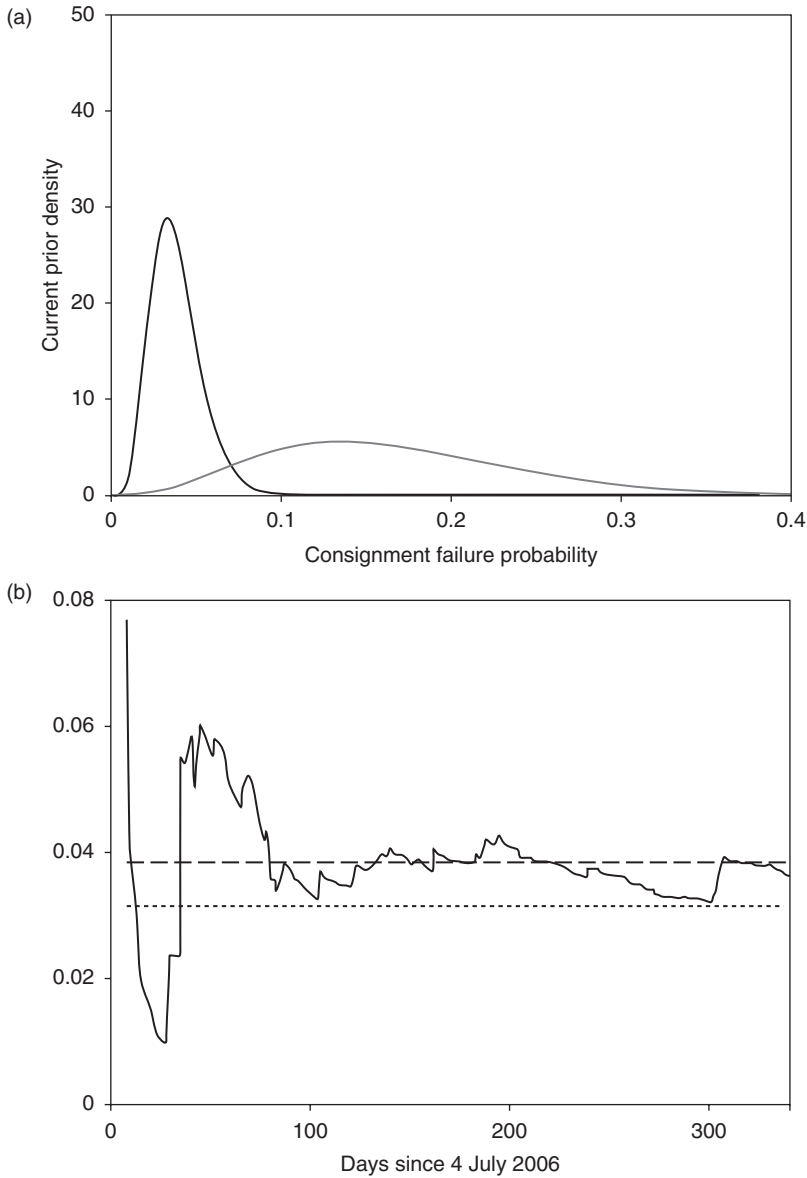 (a)
50
40
30
20
10
0
Current prior density
0 0.1 0.2 0.3 0.4
Consignment failure probability
(b)
0.08
0.06
0.04
0.02
0
0 100 200 300
Days since 4 July 2006